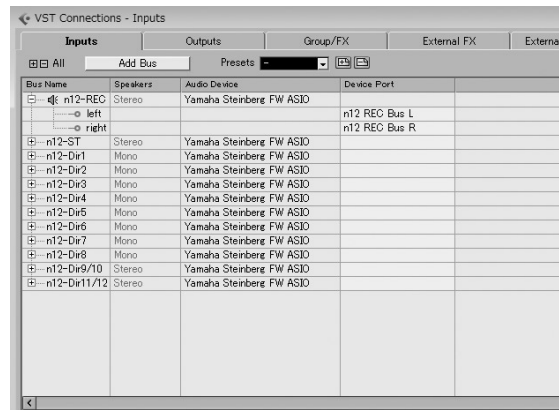 VST Connections - Inputs
Inputs Outputs Group/FX External FX Externa
All Add Bus Presets -
Bus Name Speakers Audio Device Device Port
n12-REC Stereo Yamaha Steinberg FW ASIO
left n12 REC Bus L
right n12 REC Bus R
n12-ST Stereo Yamaha Steinberg FW ASIO
n12-Dir1 Mono Yamaha Steinberg FW ASIO
n12-Dir2 Mono Yamaha Steinberg FW ASIO
n12-Dir3 Mono Yamaha Steinberg FW ASIO
n12-Dir4 Mono Yamaha Steinberg FW ASIO
n12-Dir5 Mono Yamaha Steinberg FW ASIO
n12-Dir6 Mono Yamaha Steinberg FW ASIO
n12-Dir7 Mono Yamaha Steinberg FW ASIO
n12-Dir8 Mono Yamaha Steinberg FW ASIO
n12-Dir9/10 Stereo Yamaha Steinberg FW ASIO
n12-Dir11/12 Stereo Yamaha Steinberg FW ASIO